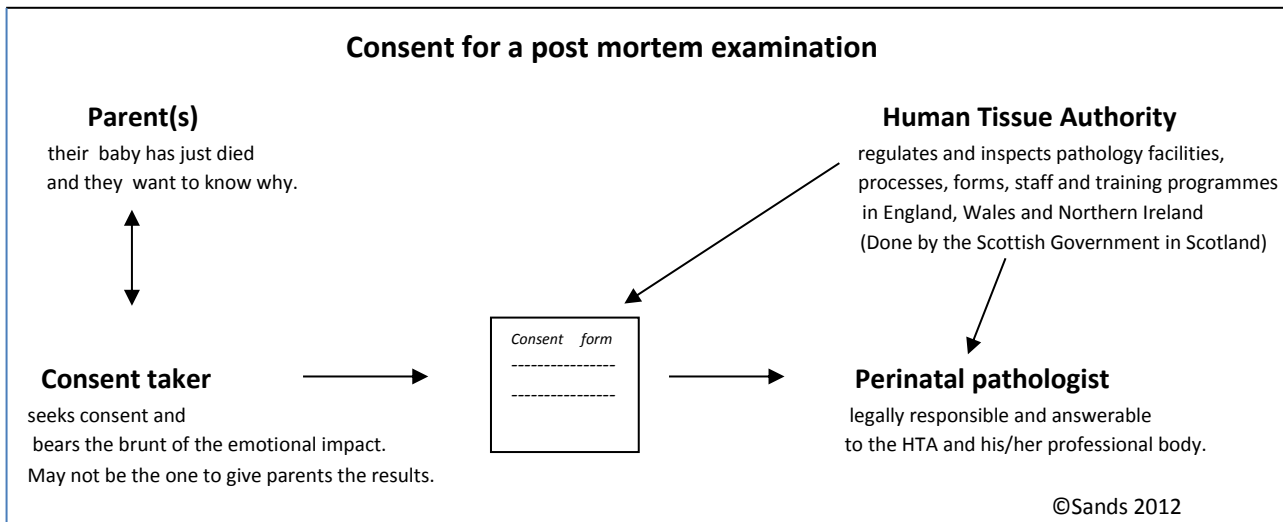 Consent for a post mortem examination
Parent(s)
their baby has just died
and they want to know why.
Human Tissue Authority
regulates and inspects pathology facilities,
processes, forms, staff and training programmes
in England, Wales and Northern Ireland
(Done by the Scottish Government in Scotland)
Consent form
----------------
----------------
Consent taker
seeks consent and
bears the brunt of the emotional impact.
May not be the one to give parents the results.
Perinatal pathologist
legally responsible and answerable
to the HTA and his/her professional body.
©Sands 2012